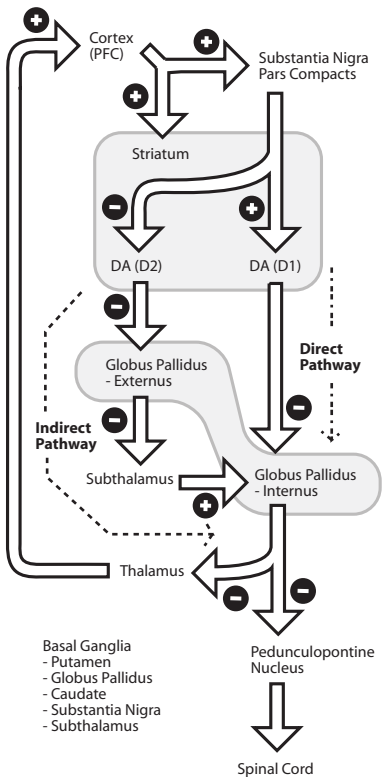 Cortex
(PFC)
Substantia Nigra
Pars Compacts
Striatum
DA (D2)
DA (D1)
Globus Pallidus
- Externus
Direct
Pathway
Indirect
Pathway
Subthalamus
Globus Pallidus
- Internus
Thalamus
Basal Ganglia
- Putamen
- Globus Pallidus
- Caudate
- Substantia Nigra
- Subthalamus
Pedunculopontine
Nucleus
Spinal Cord